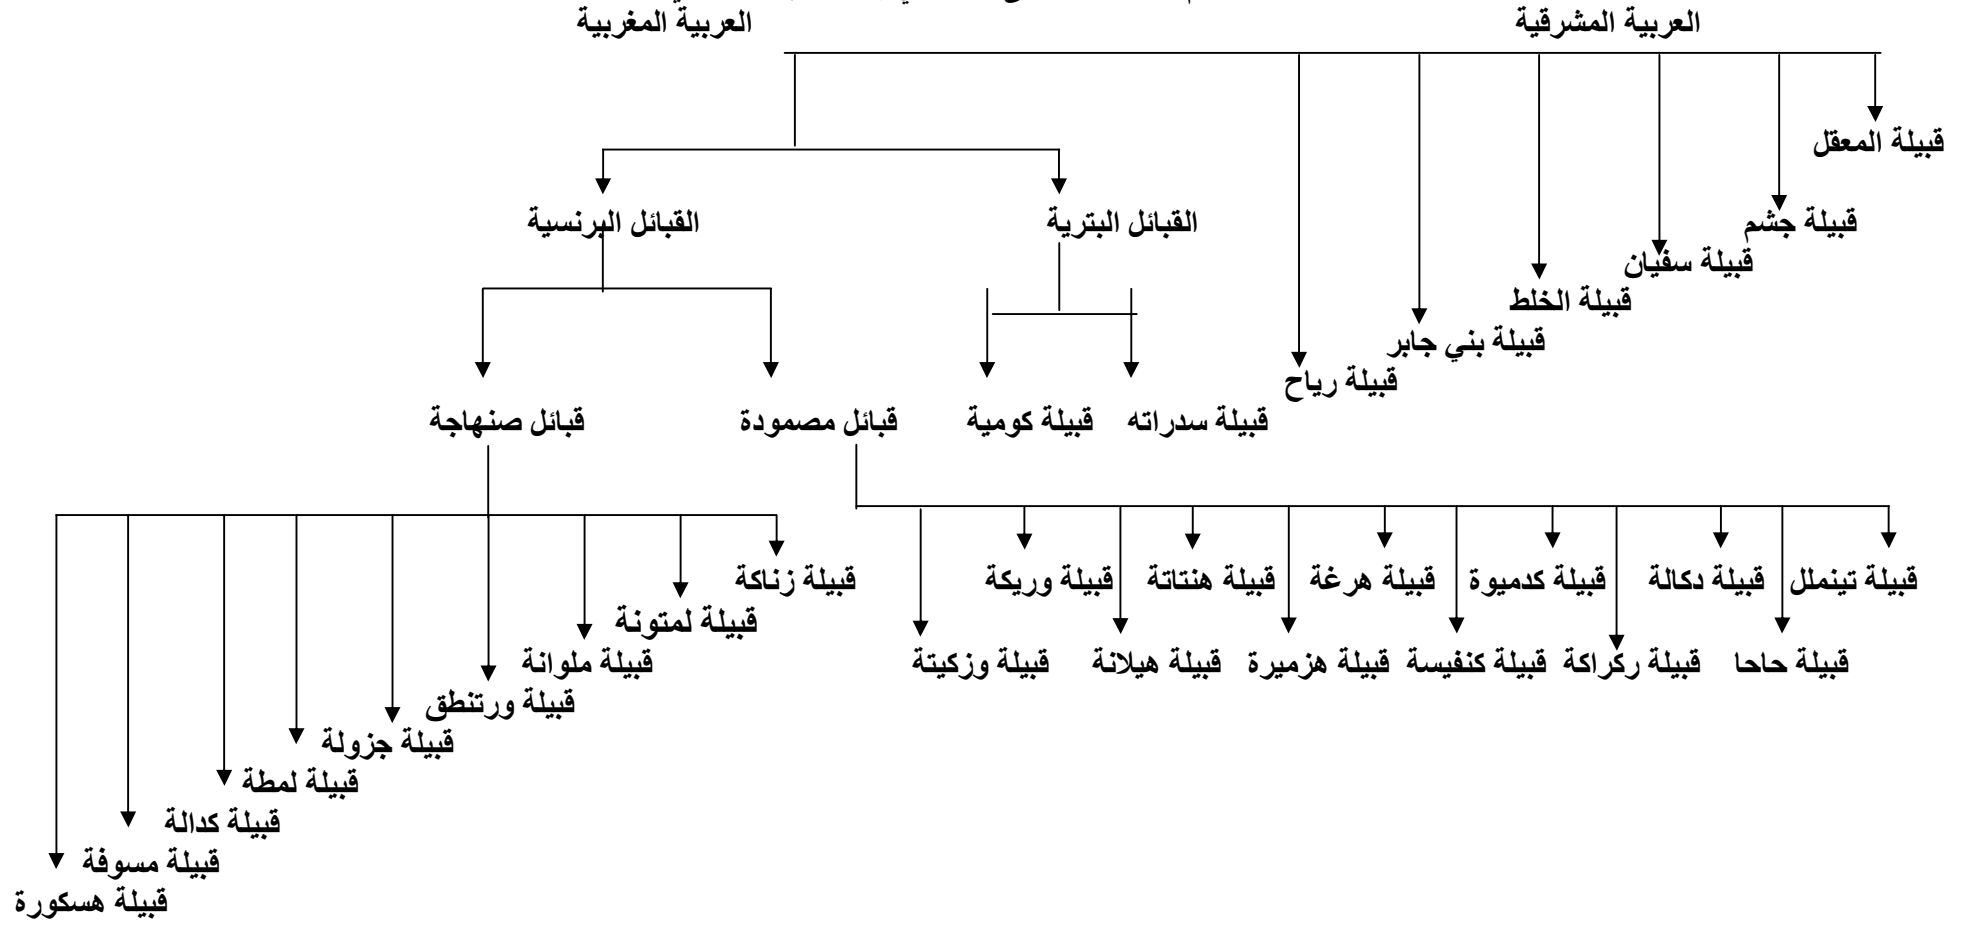 العربية المشرقية
العربية المغربية
قبيلة المعقل
قبيلة جشم
قبيلة سفيان
قبيلة الخلط
قبيلة بني جابر
قبيلة رياح
القبائل البترية
القبائل البرنسية
قبيلة سدراته
قبيلة كومية
قبائل مصمودة
قبائل صنهاجة
قبيلة تينملل
قبيلة دكالة
قبيلة كدميوة
قبيلة هرغة
قبيلة هنتاتة
قبيلة وريكة
قبيلة حاحا
قبيلة ركراكة
قبيلة كنفيسة
قبيلة هزميرة
قبيلة هيلانة
قبيلة وزكيتة
قبيلة زناكة
قبيلة لمتونة
قبيلة ملوانة
قبيلة ورتنطق
قبيلة جزولة
قبيلة لمطة
قبيلة كدالة
قبيلة مسوفة
قبيلة هسكورة